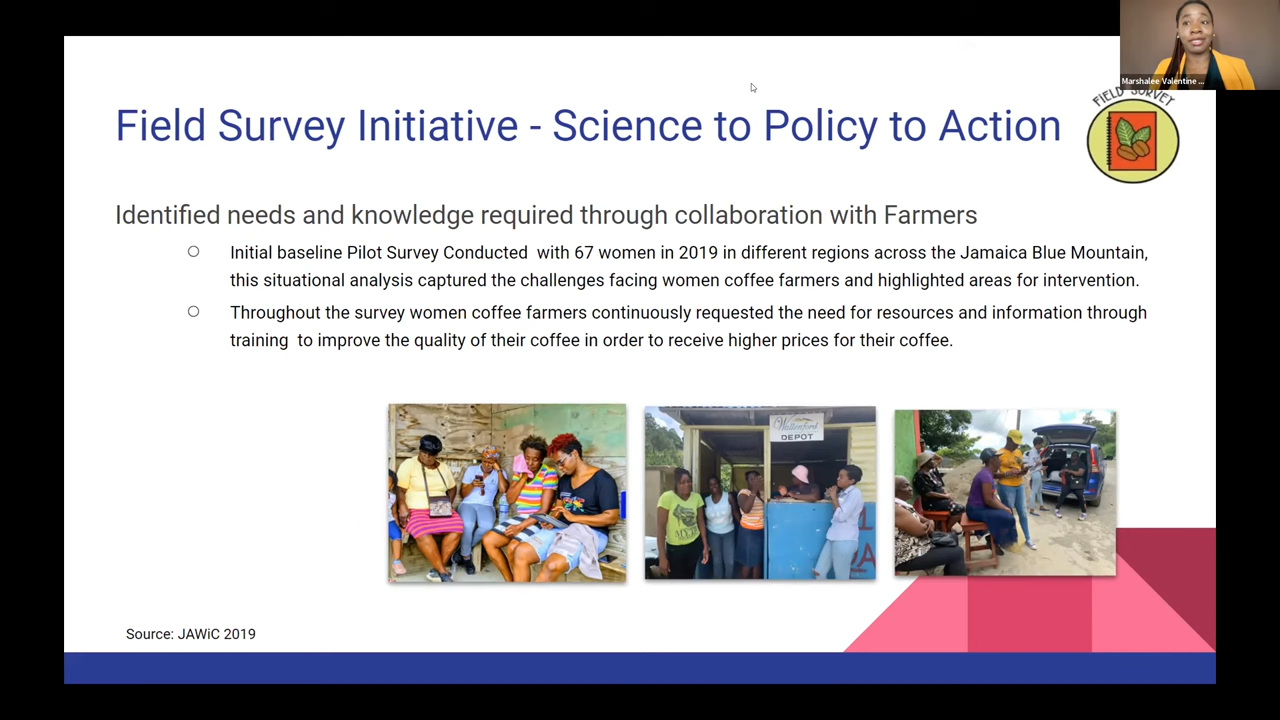 Marshalee Valentine ...
FIELD SURVEY
Field Survey Initiative - Science to Policy to Action
Identified needs and knowledge required through collaboration with Farmers
Initial baseline Pilot Survey Conducted with 67 women in 2019 in different regions across the Jamaica Blue Mountain,
this situational analysis captured the challenges facing women coffee farmers and highlighted areas for intervention.
Throughout the survey women coffee farmers continuously requested the need for resources and information through
training to improve the quality of their coffee in order to receive higher prices for their coffee.
Wallenford
DEPOT
Source: JAWiC 2019